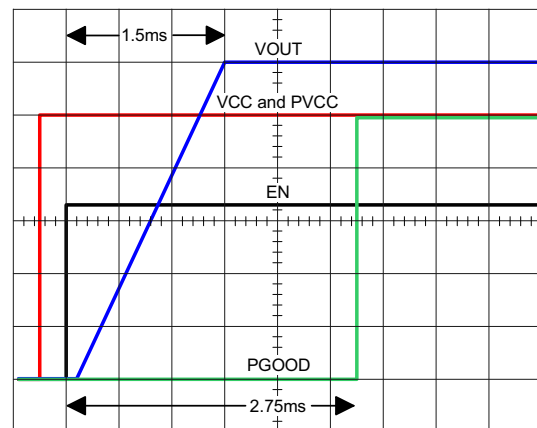 1.5ms
VOUT
VCC and PVCC
EN
PGOOD
2.75ms